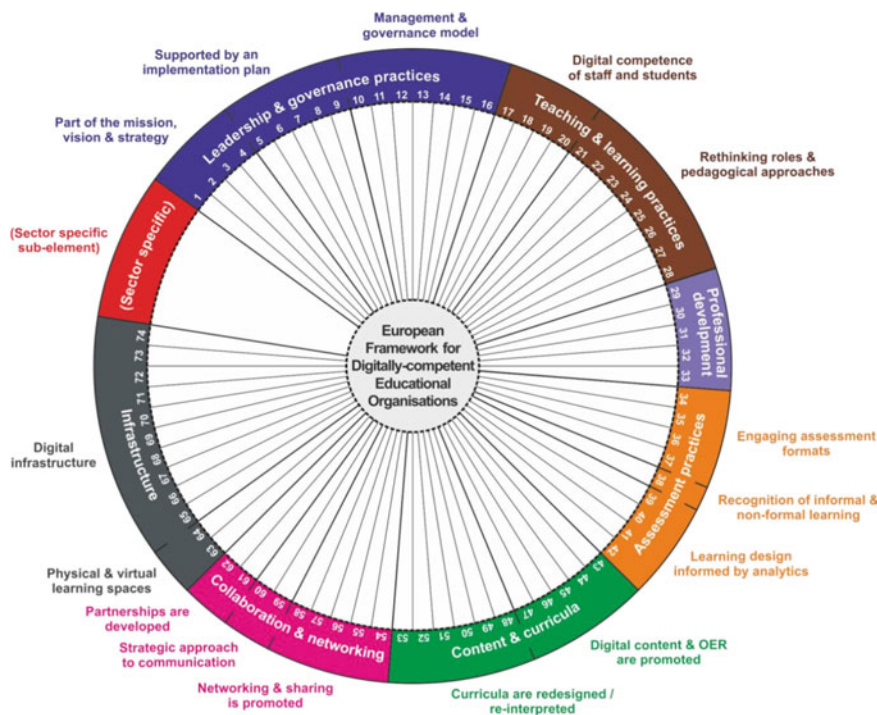 Management &
governance model
Supported by an
implementation plan
Digital competence
of staff and students
Part of the mission,
vision & strategy
Rethinking roles &
pedagogical approaches
(Sector specific
sub-element)
Leadership & governance practices
Teaching & learning practices
Professional
develpment
Assessment practices
Content & curricula
Collaboration & networking
Infrastructure
(Sector specific)
1
2
3
4
5
6
7
8
9
10
11
12
13
14
15
16
17
18
19
20
21
22
23
24
25
26
27
28
29
30
31
32
33
34
35
36
37
38
39
40
41
42
43
44
45
46
47
48
49
50
51
52
53
54
55
56
57
58
59
60
61
62
63
64
65
66
67
68
69
70
71
72
73
74
European
Framework for
Digitally-competent
Educational
Organisations
Engaging assessment
formats
Recognition of informal &
non-formal learning
Learning design
informed by analytics
Digital content & OER
are promoted
Curricula are redesigned /
re-interpreted
Networking & sharing
is promoted
Strategic approach
to communication
Partnerships are
developed
Physical & virtual
learning spaces
Digital
infrastructure